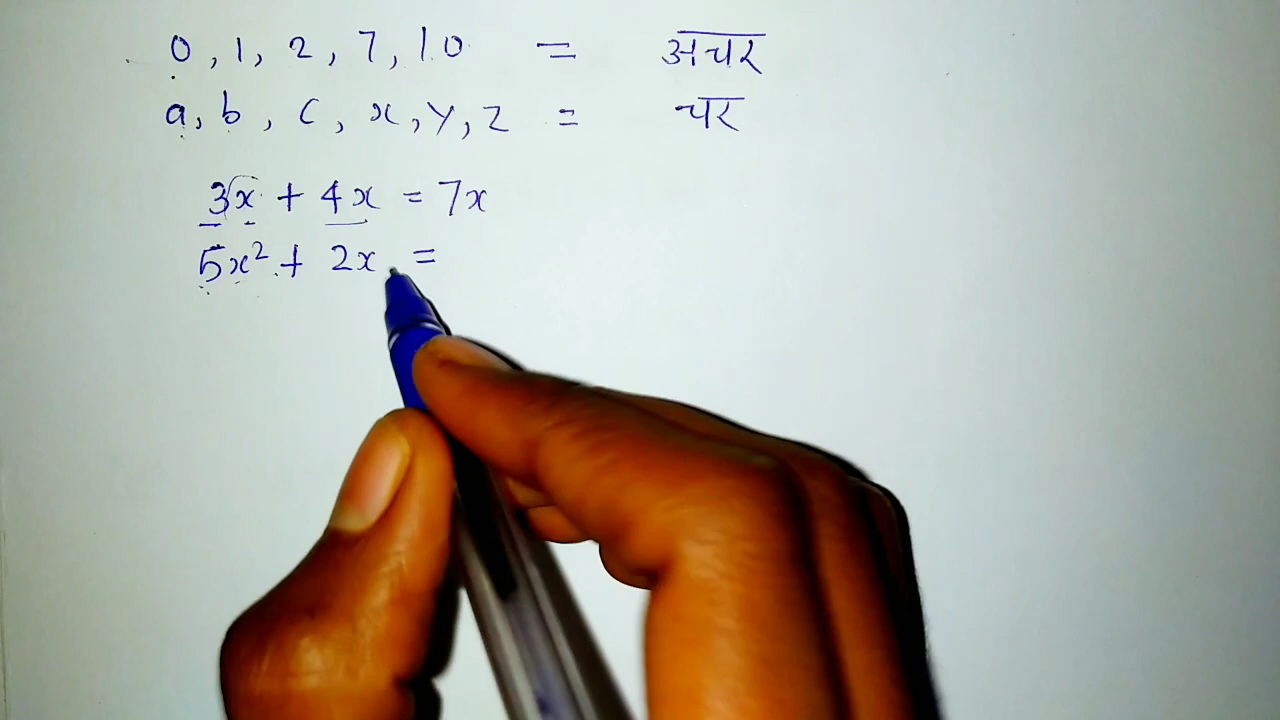 0, 1, 2, 7, 10 = अचर
a, b, c, x, y, z = चर
3x + 4x = 7x
5x² + 2x =